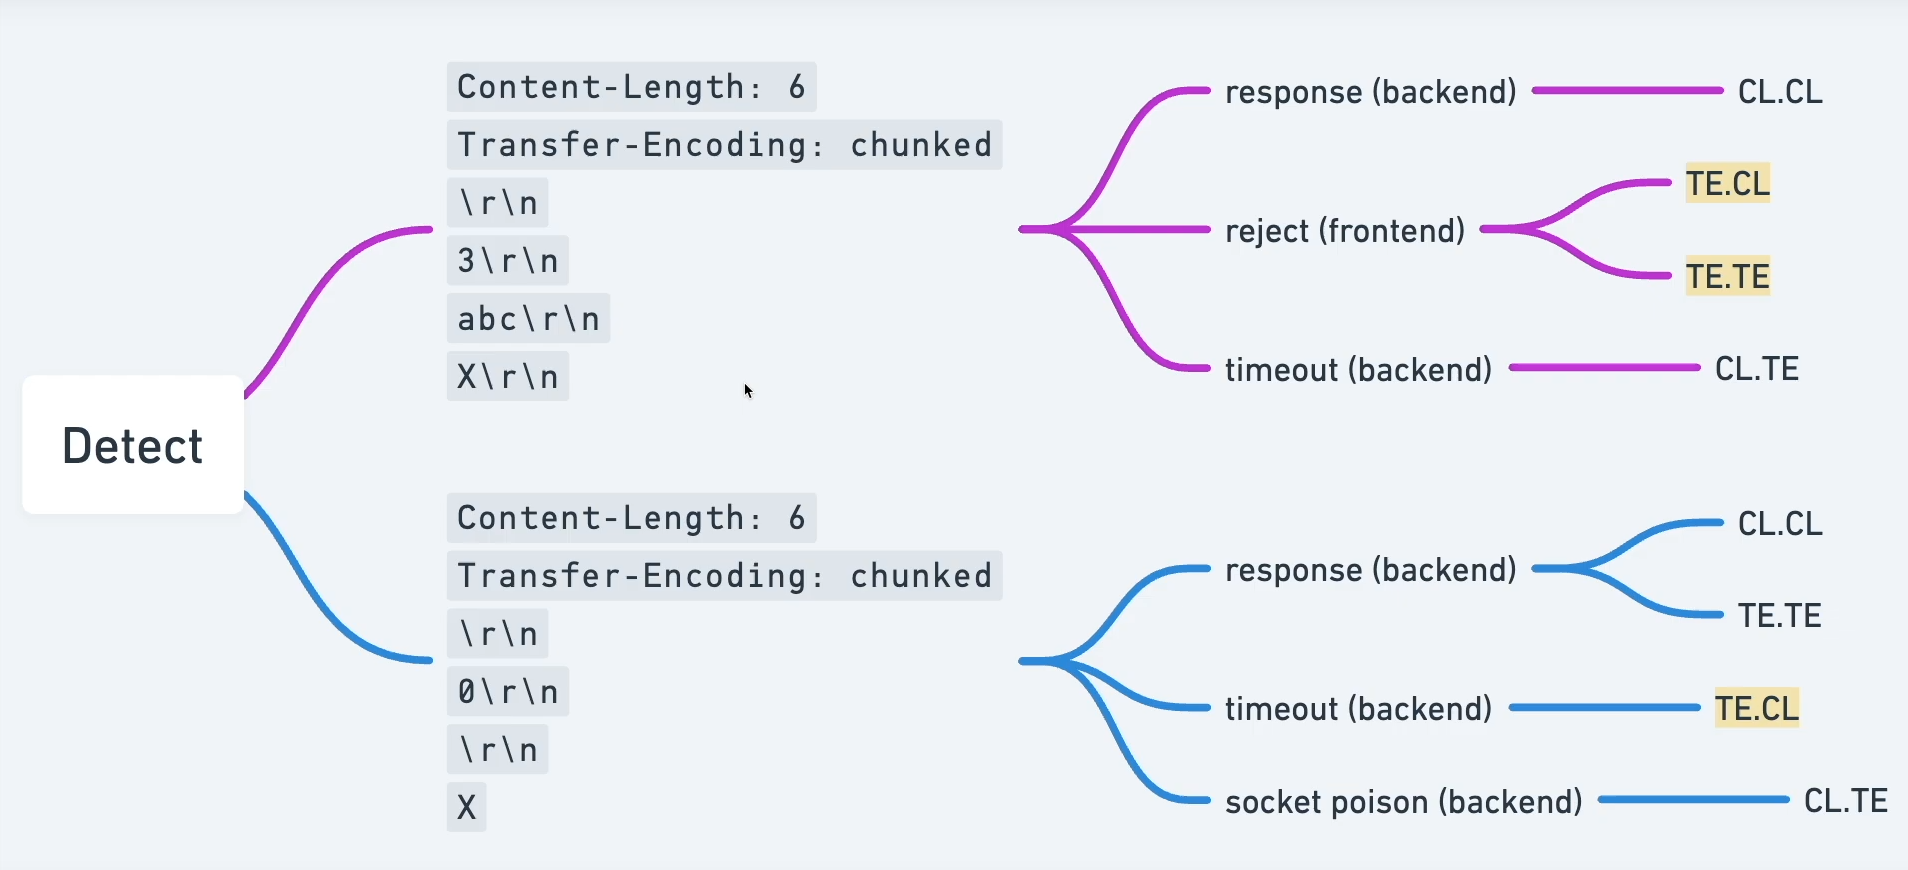 Detect
Content-Length: 6
Transfer-Encoding: chunked
\r\n
3\r\n
abc\r\n
X\r\n
response (backend)
CL.CL
reject (frontend)
TE.CL
TE.TE
timeout (backend)
CL.TE
Content-Length: 6
Transfer-Encoding: chunked
\r\n
0\r\n
\r\n
X
response (backend)
CL.CL
TE.TE
timeout (backend)
TE.CL
socket poison (backend)
CL.TE